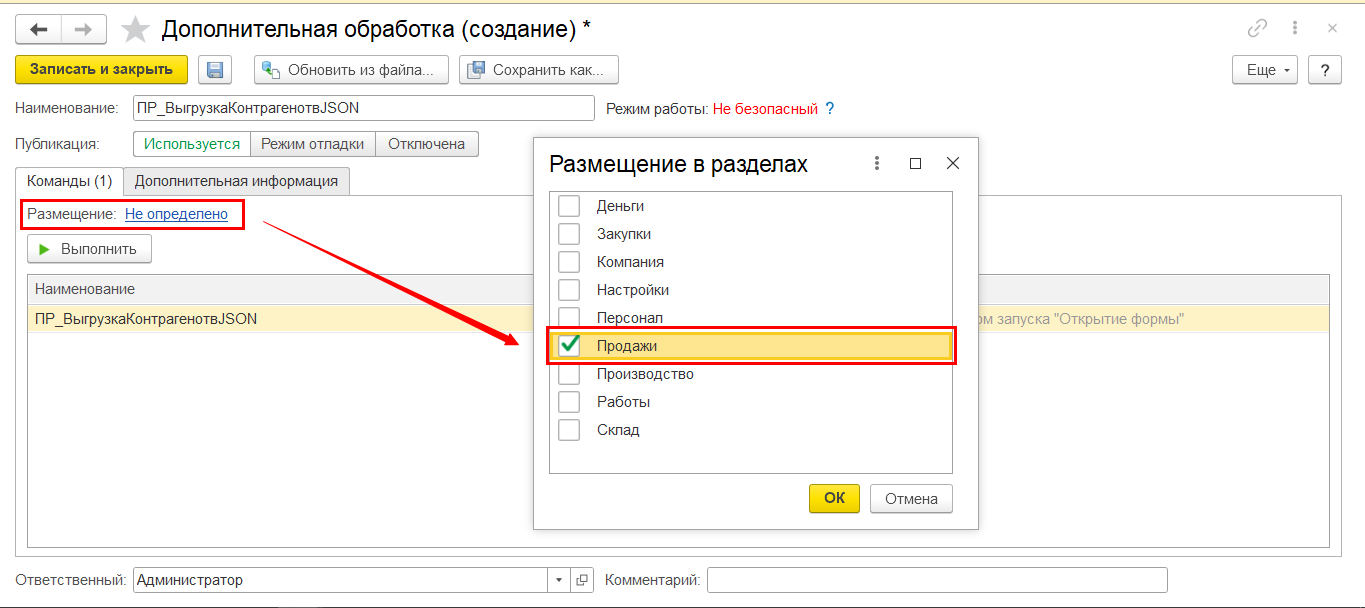 Дополнительная обработка (создание) *
Записать и закрыть Обновить из файла... Сохранить как... Еще ?
Наименование: ПР_ВыгрузкаКонтрагенотвJSON Режим работы: Не безопасный ?
Публикация: Используется Режим отладки Отключена
Команды (1) Дополнительная информация
Размещение: Не определено
Выполнить
Наименование
ПР_ВыгрузкаКонтрагенотвJSON запуска "Открытие формы"
Размещение в разделах
Деньги
Закупки
Компания
Настройки
Персонал
Продажи
Производство
Работы
Склад
ОК Отмена
Ответственный: Администратор Комментарий: